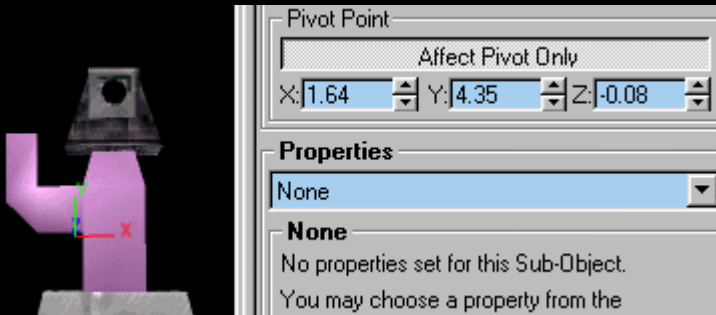 Pivot Point
Affect Pivot Only
X: 1.64 Y: 4.35 Z: -0.08
Properties
None
None
No properties set for this Sub-Object.
You may choose a property from the
Y
X